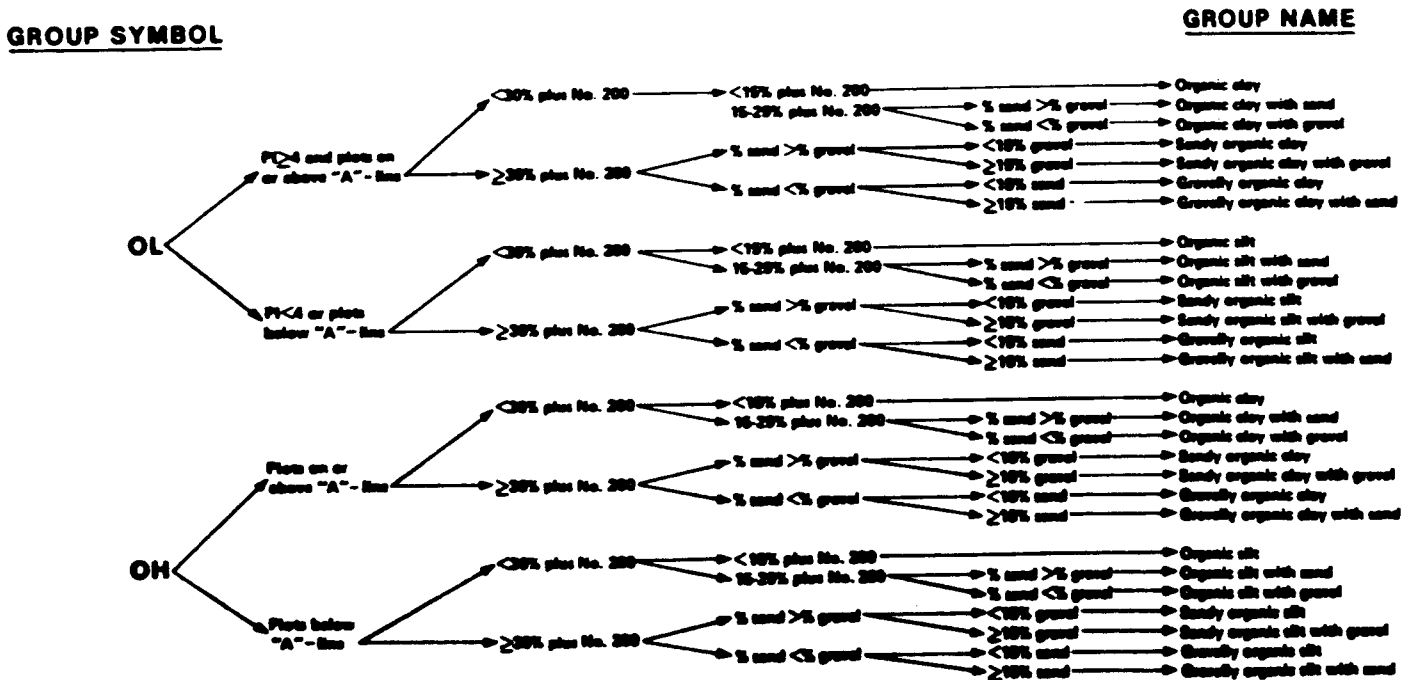 GROUP SYMBOL
GROUP NAME
OL
PI≥4 and plots on
or above "A"-line
<30% plus No. 200
<15% plus No. 200
Organic clay
15-29% plus No. 200
% sand >% gravel
Organic clay with sand
% sand <% gravel
Organic clay with gravel
≥30% plus No. 200
% sand >% gravel
<15% gravel
Sandy organic clay
≥15% gravel
Sandy organic clay with gravel
% sand <% gravel
<15% sand
Gravelly organic clay
≥15% sand
Gravelly organic clay with sand
PI<4 or plots
below "A"-line
<30% plus No. 200
<15% plus No. 200
Organic silt
15-29% plus No. 200
% sand >% gravel
Organic silt with sand
% sand <% gravel
Organic silt with gravel
≥30% plus No. 200
% sand >% gravel
<15% gravel
Sandy organic silt
≥15% gravel
Sandy organic silt with gravel
% sand <% gravel
<15% sand
Gravelly organic silt
≥15% sand
Gravelly organic silt with sand
OH
Plots on or
above "A"-line
<30% plus No. 200
<15% plus No. 200
Organic clay
15-29% plus No. 200
% sand >% gravel
Organic clay with sand
% sand <% gravel
Organic clay with gravel
≥30% plus No. 200
% sand >% gravel
<15% gravel
Sandy organic clay
≥15% gravel
Sandy organic clay with gravel
% sand <% gravel
<15% sand
Gravelly organic clay
≥15% sand
Gravelly organic clay with sand
Plots below
"A"-line
<30% plus No. 200
<15% plus No. 200
Organic silt
15-29% plus No. 200
% sand >% gravel
Organic silt with sand
% sand <% gravel
Organic silt with gravel
≥30% plus No. 200
% sand >% gravel
<15% gravel
Sandy organic silt
≥15% gravel
Sandy organic silt with gravel
% sand <% gravel
<15% sand
Gravelly organic silt
≥15% sand
Gravelly organic silt with sand